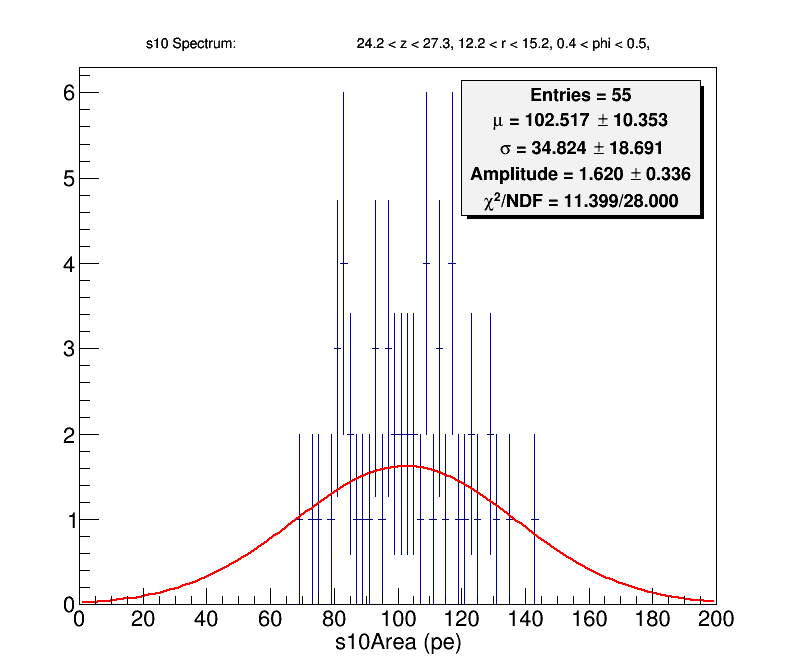 s10 Spectrum: 24.2 < z < 27.3, 12.2 < r < 15.2, 0.4 < phi < 0.5,
Entries = 55
μ = 102.517 ± 10.353
σ = 34.824 ± 18.691
Amplitude = 1.620 ± 0.336
χ²/NDF = 11.399/28.000
6
5
4
3
2
1
0
0 20 40 60 80 100 120 140 160 180 200
s10Area (pe)